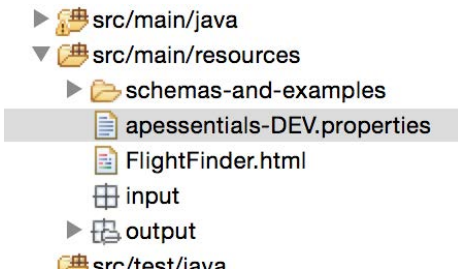 src/main/java
src/main/resources
schemas-and-examples
apessentials-DEV.properties
FlightFinder.html
input
output
src/test/java